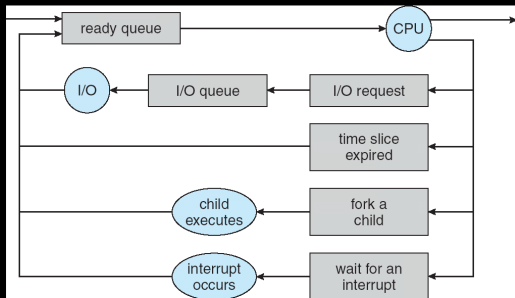 ready queue
CPU
I/O
I/O queue
I/O request
time slice
expired
child
executes
fork a
child
interrupt
occurs
wait for an
interrupt